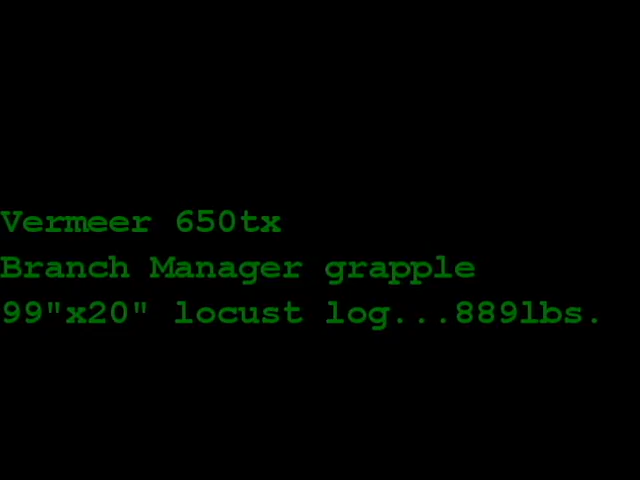 Vermeer 650tx
Branch Manager grapple
99"x20" locust log...889lbs.